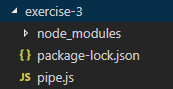 exercise-3
node_modules
{} package-lock.json
JS pipe.js